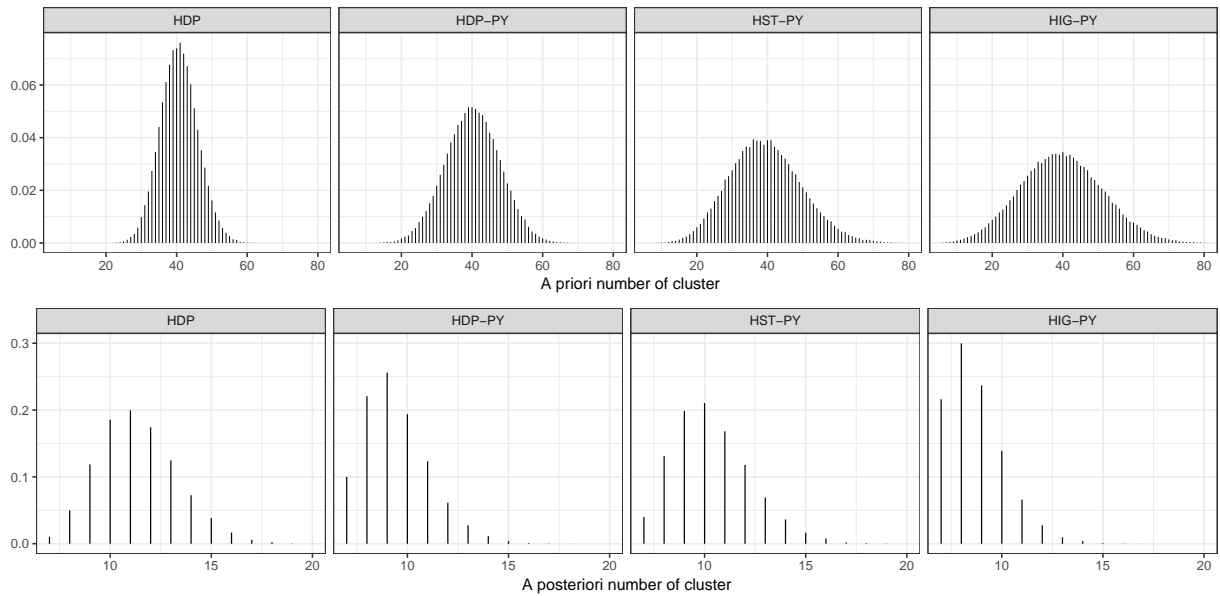 HDP HDP−PY HST−PY HIG−PY
0.06
0.04
0.02
0.00
20 40 60 80 20 40 60 80 20 40 60 80 20 40 60 80
A priori number of cluster
HDP HDP−PY HST−PY HIG−PY
0.3
0.2
0.1
0.0
10 15 20 10 15 20 10 15 20 10 15 20
A posteriori number of cluster